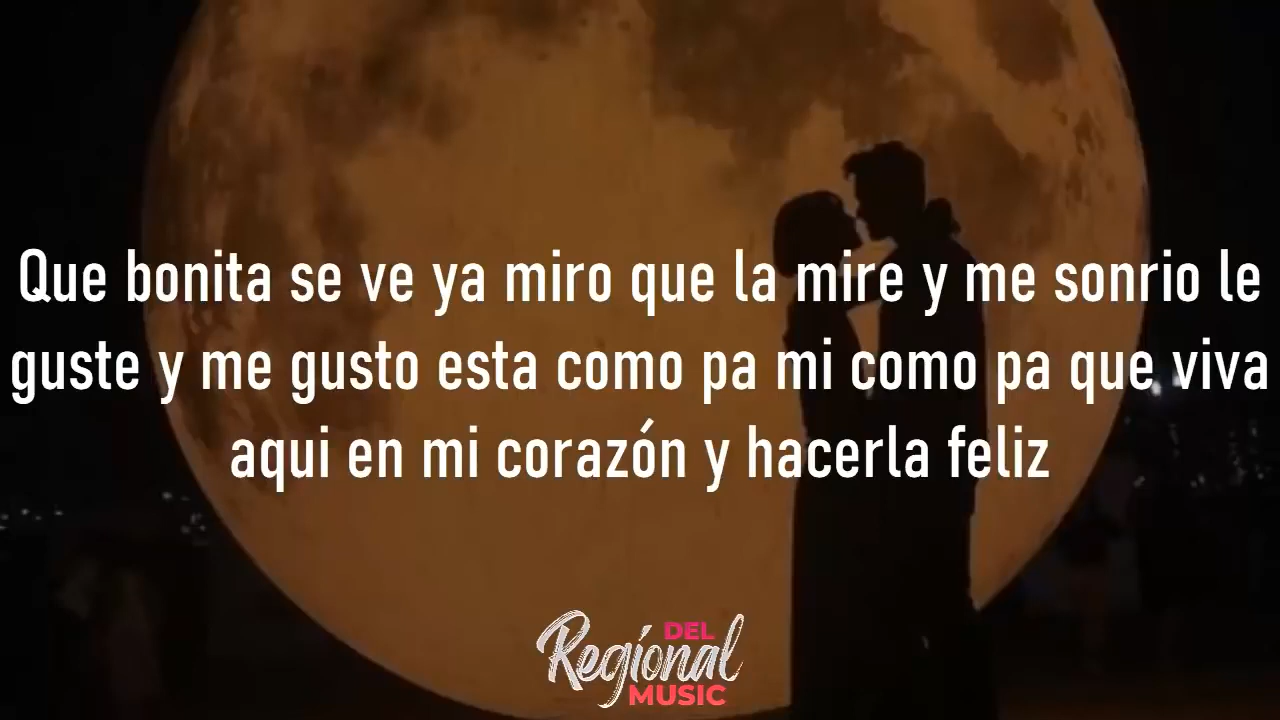 Que bonita se ve ya miro que la mire y me sonrio le
guste y me gusto esta como pa mi como pa que viva
aqui en mi corazón y hacerla feliz
DEL
Regional
MUSIC